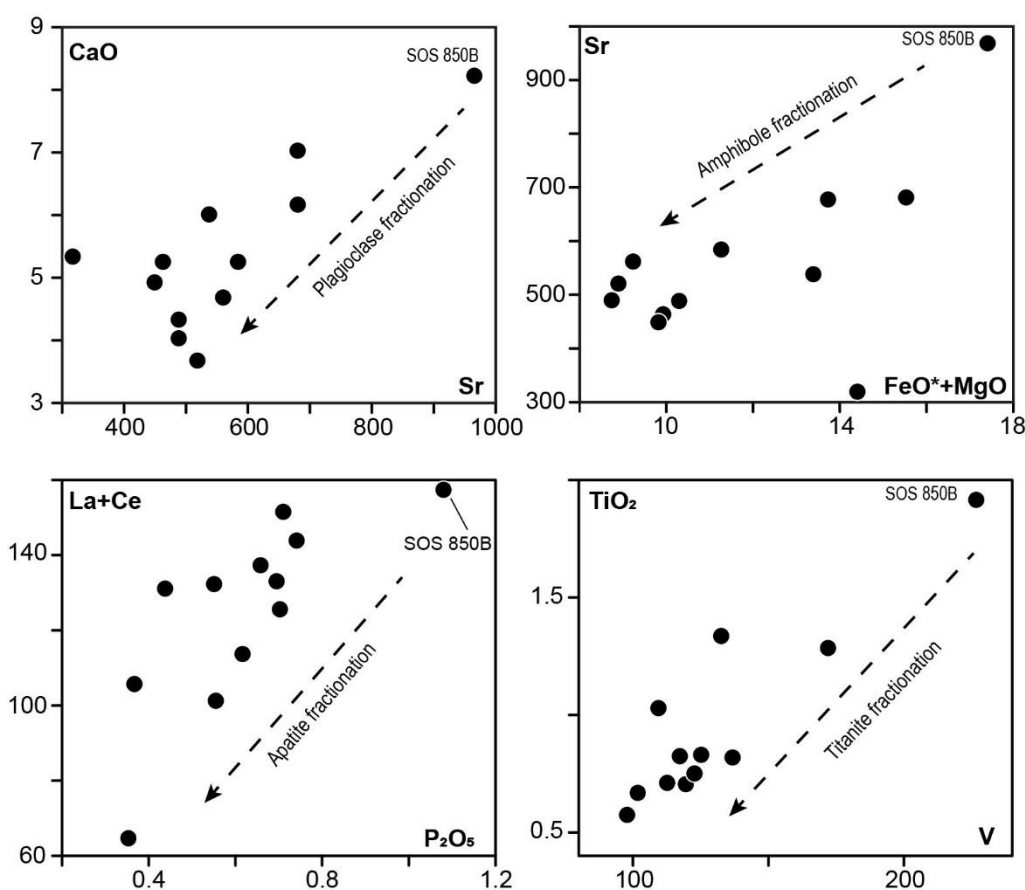 9
CaO
SOS 850B
7
5
3
Plagioclase fractionation
Sr
400
600
800
1000
Sr
SOS 850B
900
700
500
300
Amphibole fractionation
FeO*+MgO
10
14
18
La+Ce
SOS 850B
140
100
60
Apatite fractionation
P₂O₅
0.4
0.6
0.8
1.2
TiO₂
SOS 850B
1.5
0.5
Titanite fractionation
V
100
200